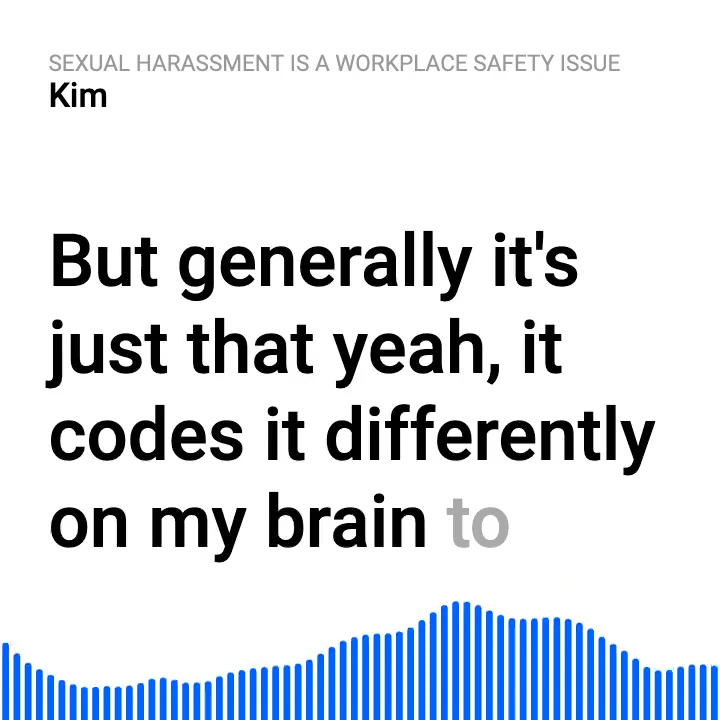 SEXUAL HARASSMENT IS A WORKPLACE SAFETY ISSUE
Kim
But generally it's
just that yeah, it
codes it differently
on my brain to